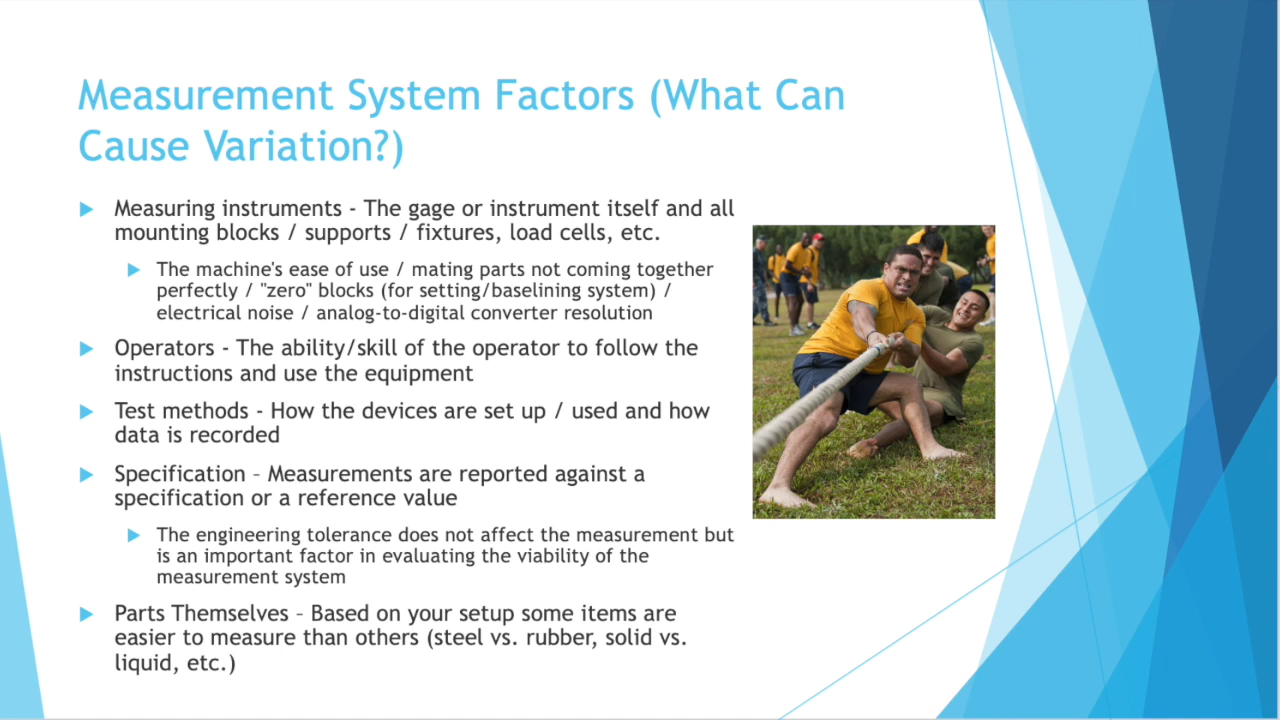 Measurement System Factors (What Can
Cause Variation?)
Measuring instruments - The gage or instrument itself and all
mounting blocks / supports / fixtures, load cells, etc.
The machine's ease of use / mating parts not coming together
perfectly / "zero" blocks (for setting/baselining system) /
electrical noise / analog-to-digital converter resolution
Operators - The ability/skill of the operator to follow the
instructions and use the equipment
Test methods - How the devices are set up / used and how
data is recorded
Specification – Measurements are reported against a
specification or a reference value
The engineering tolerance does not affect the measurement but
is an important factor in evaluating the viability of the
measurement system
Parts Themselves – Based on your setup some items are
easier to measure than others (steel vs. rubber, solid vs.
liquid, etc.)